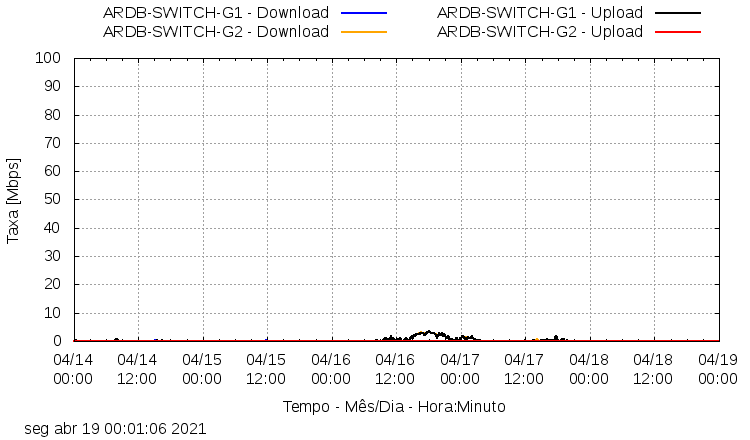 ARDB-SWITCH-G1 - Download
ARDB-SWITCH-G1 - Upload
ARDB-SWITCH-G2 - Download
ARDB-SWITCH-G2 - Upload
100
90
80
70
60
50
40
30
20
10
0
Taxa [Mbps]
04/14 04/14 04/15 04/15 04/16 04/16 04/17 04/17 04/18 04/18 04/19
00:00 12:00 00:00 12:00 00:00 12:00 00:00 12:00 00:00 12:00 00:00
Tempo - Mês/Dia - Hora:Minuto
seg abr 19 00:01:06 2021